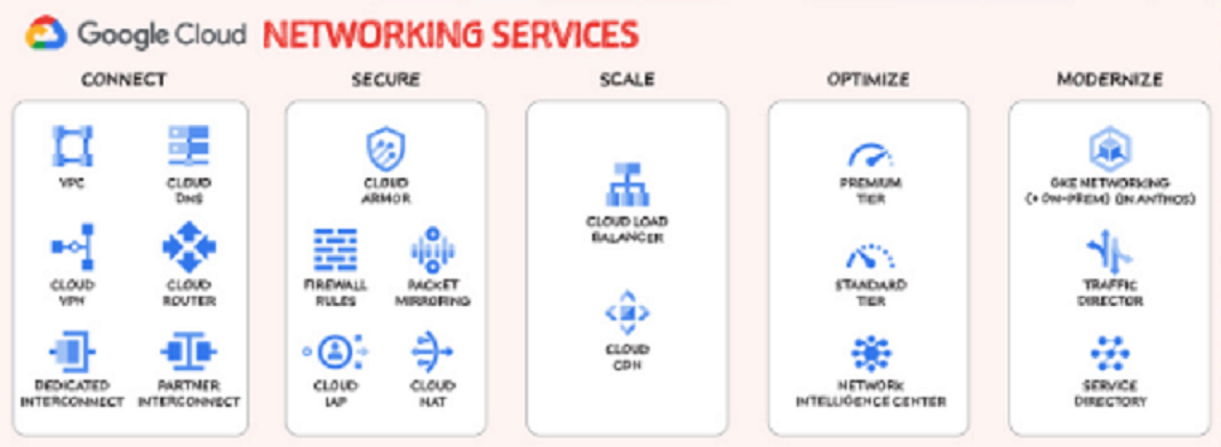 Google Cloud NETWORKING SERVICES
CONNECT
VPC
CLOUD
DNS
CLOUD
VPN
CLOUD
ROUTER
DEDICATED
INTERCONNECT
PARTNER
INTERCONNECT
SECURE
CLOUD
ARMOR
FIREWALL
RULES
PACKET
MIRRORING
CLOUD
IAP
CLOUD
NAT
SCALE
CLOUD LOAD
BALANCER
CLOUD
CDN
OPTIMIZE
PREMIUM
TIER
STANDARD
TIER
NETWORK
INTELLIGENCE CENTER
MODERNIZE
GKE NETWORKING
(+ ON-PREM) (IN ANTHOS)
TRAFFIC
DIRECTOR
SERVICE
DIRECTORY